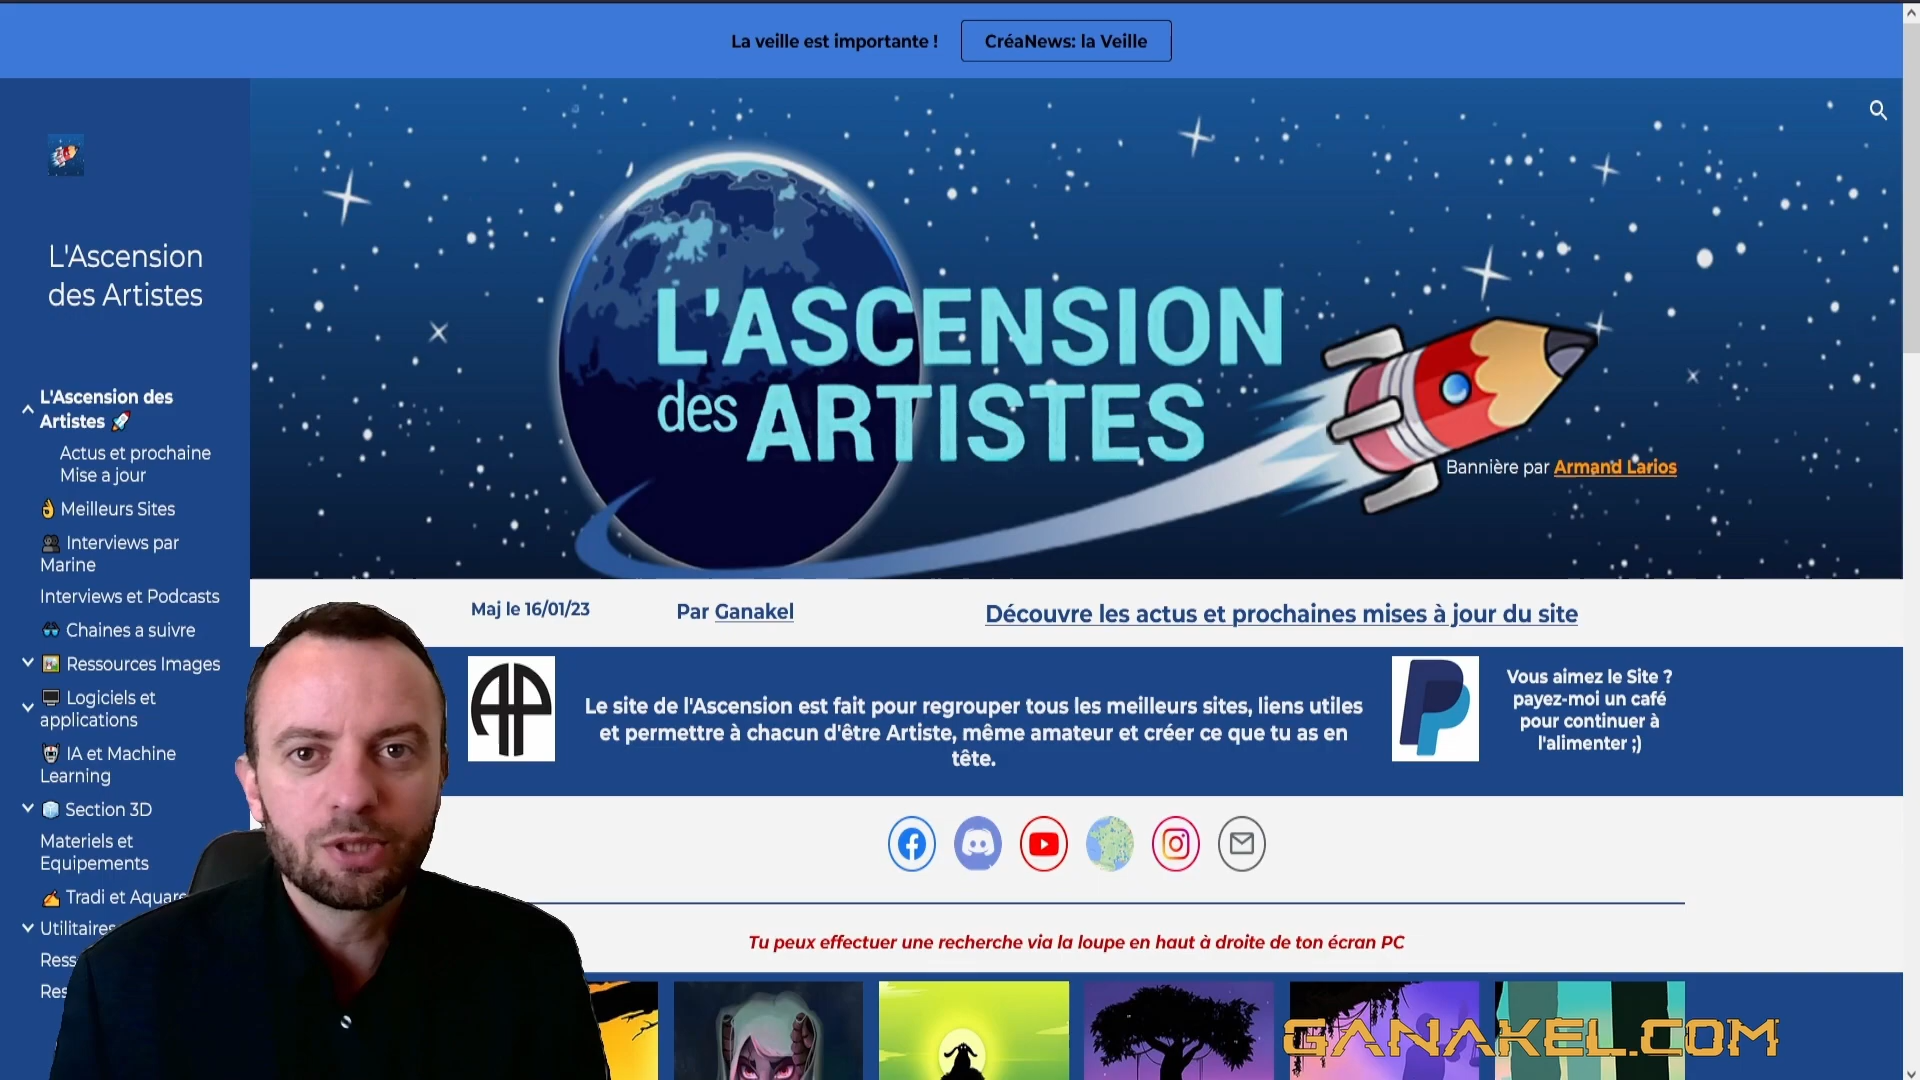 La veille est importante !
CréaNews: la Veille
L'Ascension
des Artistes
L'Ascension des
Artistes
Actus et prochaine
Mise a jour
Meilleurs Sites
Interviews par
Marine
Interviews et Podcasts
Chaines a suivre
Ressources Images
Logiciels et
applications
IA et Machine
Learning
Section 3D
Materiels et
Equipements
Tradi et Aquare
Utilitaires
Ress
Res
L'ASCENSION
des ARTISTES
Bannière par Armand Larios
Maj le 16/01/23
Par Ganakel
Découvre les actus et prochaines mises à jour du site
Le site de l'Ascension est fait pour regrouper tous les meilleurs sites, liens utiles
et permettre à chacun d'être Artiste, même amateur et créer ce que tu as en
tête.
Vous aimez le Site ?
payez-moi un café
pour continuer à
l'alimenter ;)
Tu peux effectuer une recherche via la loupe en haut à droite de ton écran PC
GANAKEL.COM